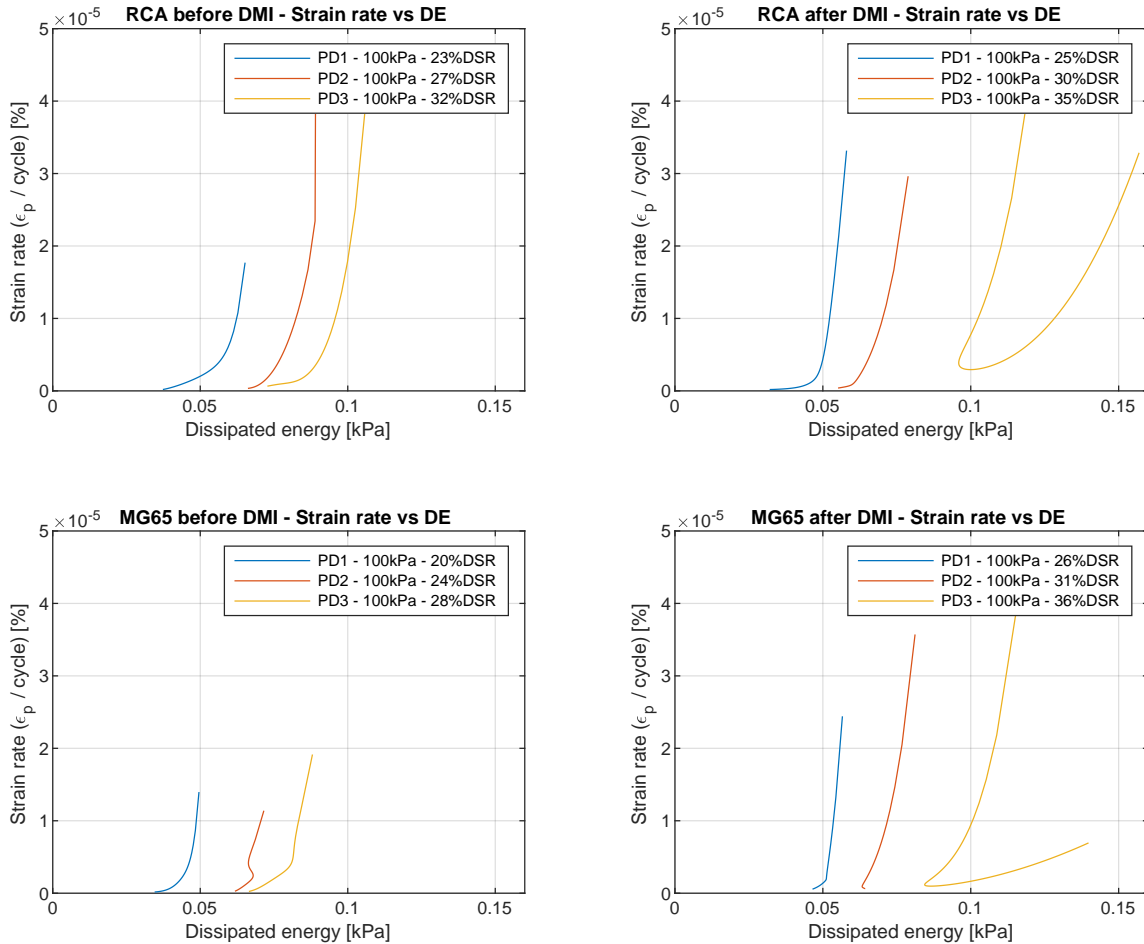 RCA before DMI - Strain rate vs DE
×10-5
PD1 - 100kPa - 23%DSR
PD2 - 100kPa - 27%DSR
PD3 - 100kPa - 32%DSR
5
4
3
2
1
0
Strain rate (ϵp / cycle) [%]
0 0.05 0.1 0.15
Dissipated energy [kPa]
RCA after DMI - Strain rate vs DE
×10-5
PD1 - 100kPa - 25%DSR
PD2 - 100kPa - 30%DSR
PD3 - 100kPa - 35%DSR
5
4
3
2
1
0
Strain rate (ϵp / cycle) [%]
0 0.05 0.1 0.15
Dissipated energy [kPa]
MG65 before DMI - Strain rate vs DE
×10-5
PD1 - 100kPa - 20%DSR
PD2 - 100kPa - 24%DSR
PD3 - 100kPa - 28%DSR
5
4
3
2
1
0
Strain rate (ϵp / cycle) [%]
0 0.05 0.1 0.15
Dissipated energy [kPa]
MG65 after DMI - Strain rate vs DE
×10-5
PD1 - 100kPa - 26%DSR
PD2 - 100kPa - 31%DSR
PD3 - 100kPa - 36%DSR
5
4
3
2
1
0
Strain rate (ϵp / cycle) [%]
0 0.05 0.1 0.15
Dissipated energy [kPa]